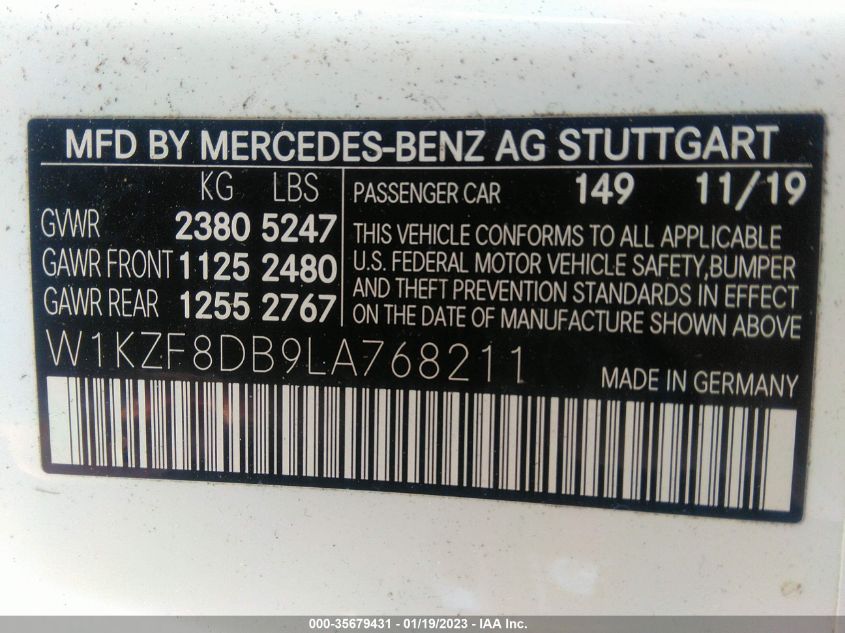 MFD BY MERCEDES-BENZ AG STUTTGART
KG LBS
GVWR 2380 5247
GAWR FRONT 1125 2480
GAWR REAR 1255 2767
PASSENGER CAR 149 11/19
THIS VEHICLE CONFORMS TO ALL APPLICABLE
U.S. FEDERAL MOTOR VEHICLE SAFETY,BUMPER
AND THEFT PREVENTION STANDARDS IN EFFECT
ON THE DATE OF MANUFACTURE SHOWN ABOVE
W1KZF8DB9LA768211
MADE IN GERMANY
000-35679431 - 01/19/2023 - IAA Inc.